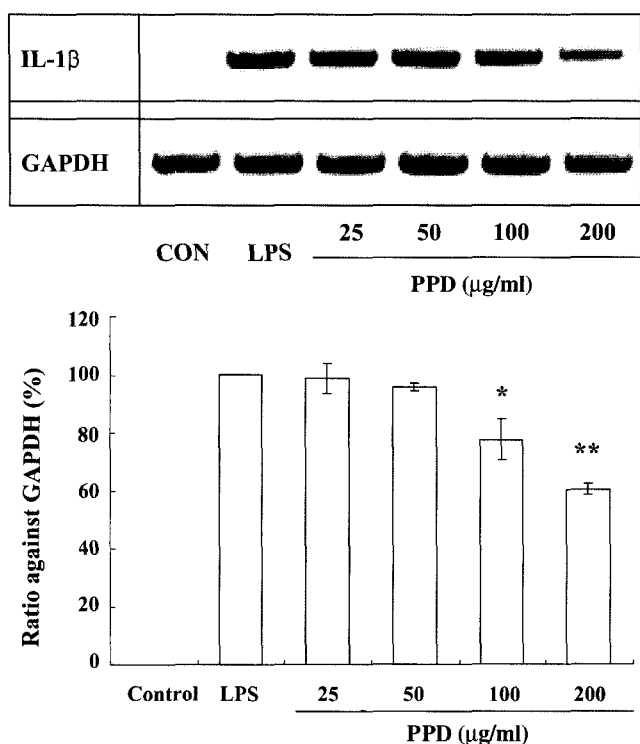 IL-1β
GAPDH
CON LPS 25 50 100 200
PPD (μg/ml)
Ratio against GAPDH (%)
120
100
80
60
40
20
0
*
**
Control LPS 25 50 100 200
PPD (μg/ml)